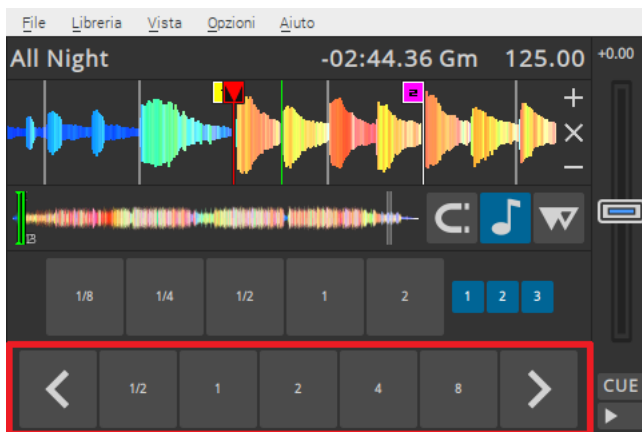 File Libreria Vista Opzioni Aiuto
All Night -02:44.36 Gm 125.00 +0.00
2
1/8 1/4 1/2 1 2 1 2 3
1/2 1 2 4 8
CUE